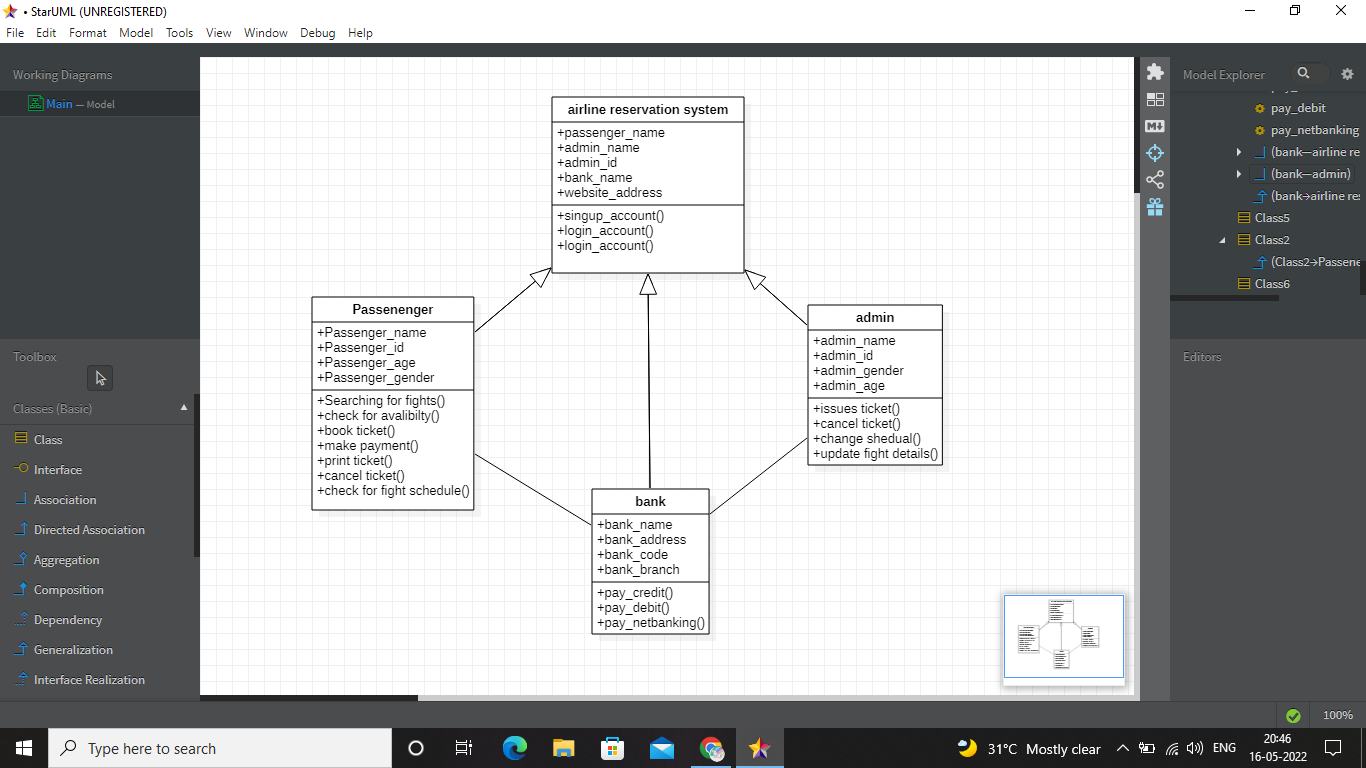 • StarUML (UNREGISTERED)
File Edit Format Model Tools View Window Debug Help
Working Diagrams
Main — Model
Toolbox
Classes (Basic)
Class
Interface
Association
Directed Association
Aggregation
Composition
Dependency
Generalization
Interface Realization
airline reservation system
+passenger_name
+admin_name
+admin_id
+bank_name
+website_address
+singup_account()
+login_account()
+login_account()
Passenenger
+Passenger_name
+Passenger_id
+Passenger_age
+Passenger_gender
+Searching for fights()
+check for avalibilty()
book ticket()
+make payment()
+print ticket()
+cancel ticket()
+check for fight schedule()
admin
+admin_name
+admin_id
+admin_gender
+admin_age
+issues ticket()
+cancel ticket()
+change shedual()
+update fight details()
bank
+bank_name
+bank_address
+bank_code
+bank_branch
+pay_credit()
+pay_debit()
+pay_netbanking()
M↓
Model Explorer
pay_debit
pay_netbanking
(bank—airline re
(bank—admin)
(bank→airline re
Class5
Class2
(Class2→Passene
Class6
Editors
100%
Type here to search
31°C Mostly clear
ENG
20:46
16-05-2022